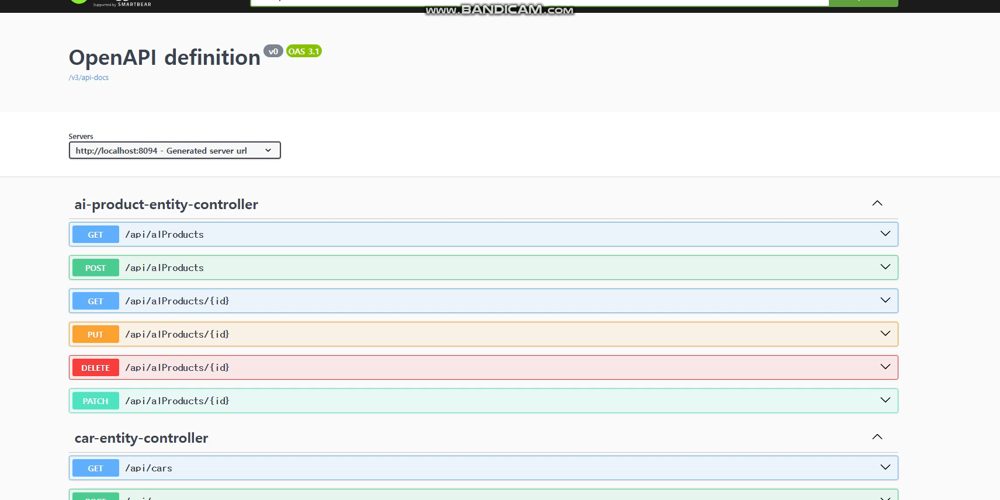 Supported by SMARTBEAR
www.BANDICAM.com
OpenAPI definition v0 OAS 3.1
/v3/api-docs
Servers
http://localhost:8094 - Generated server url
ai-product-entity-controller
GET /api/aIProducts
POST /api/aIProducts
GET /api/aIProducts/{id}
PUT /api/aIProducts/{id}
DELETE /api/aIProducts/{id}
PATCH /api/aIProducts/{id}
car-entity-controller
GET /api/cars
POST